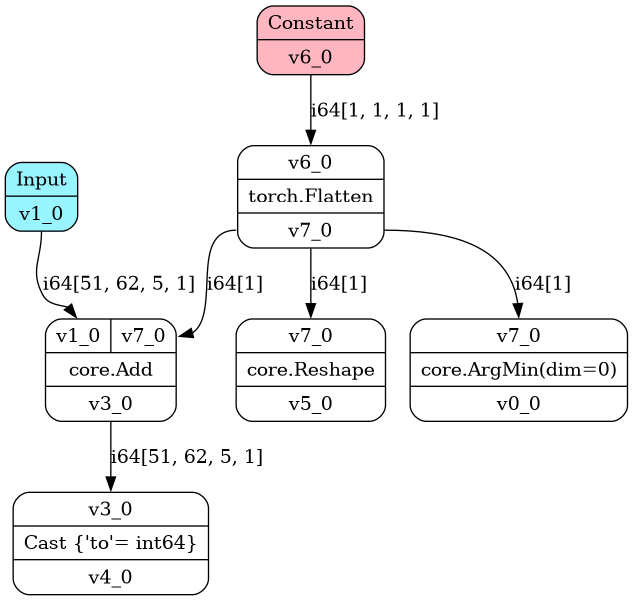 Constant
v6_0
i64[1, 1, 1, 1]
Input
v1_0
v6_0
torch.Flatten
v7_0
i64[51, 62, 5, 1]
i64[1]
i64[1]
i64[1]
v1_0 v7_0
core.Add
v3_0
v7_0
core.Reshape
v5_0
v7_0
core.ArgMin(dim=0)
v0_0
i64[51, 62, 5, 1]
v3_0
Cast {'to'= int64}
v4_0